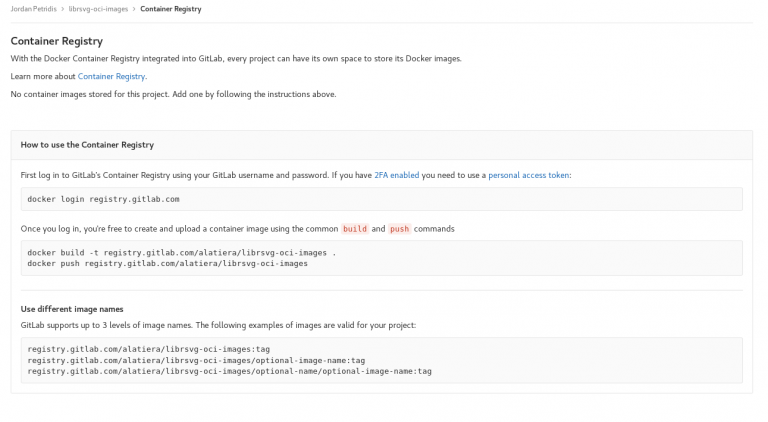 Jordan Petridis > librsvg-oci-images > Container Registry
Container Registry
With the Docker Container Registry integrated into GitLab, every project can have its own space to store its Docker images.
Learn more about Container Registry.
No container images stored for this project. Add one by following the instructions above.
How to use the Container Registry
First log in to GitLab's Container Registry using your GitLab username and password. If you have 2FA enabled you need to use a personal access token:
docker login registry.gitlab.com
Once you log in, you're free to create and upload a container image using the common build and push commands
docker build -t registry.gitlab.com/alatiera/librsvg-oci-images .
docker push registry.gitlab.com/alatiera/librsvg-oci-images
Use different image names
GitLab supports up to 3 levels of image names. The following examples of images are valid for your project:
registry.gitlab.com/alatiera/librsvg-oci-images:tag
registry.gitlab.com/alatiera/librsvg-oci-images/optional-image-name:tag
registry.gitlab.com/alatiera/librsvg-oci-images/optional-name/optional-image-name:tag